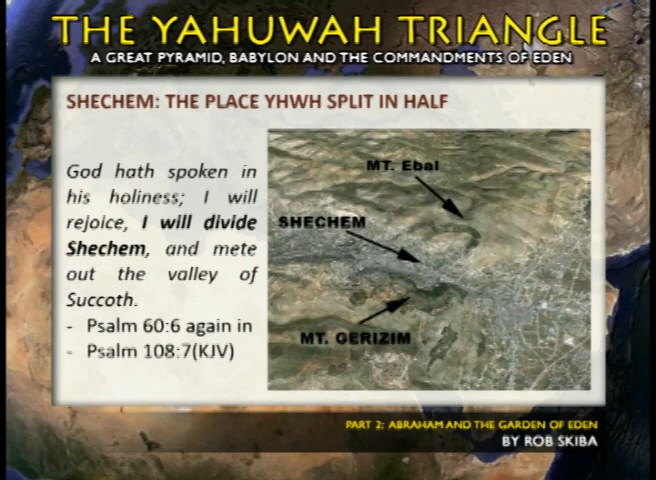 THE YAHUWAH TRIANGLE
A GREAT PYRAMID, BABYLON AND THE COMMANDMENTS OF EDEN
SHECHEM: THE PLACE YHWH SPLIT IN HALF
God hath spoken in
his holiness; I will
rejoice, I will divide
Shechem, and mete
out the valley of
Succoth.
- Psalm 60:6 again in
- Psalm 108:7(KJV)
MT. Ebal
SHECHEM
MT. GERIZIM
PART 2: ABRAHAM AND THE GARDEN OF EDEN
BY ROB SKIBA